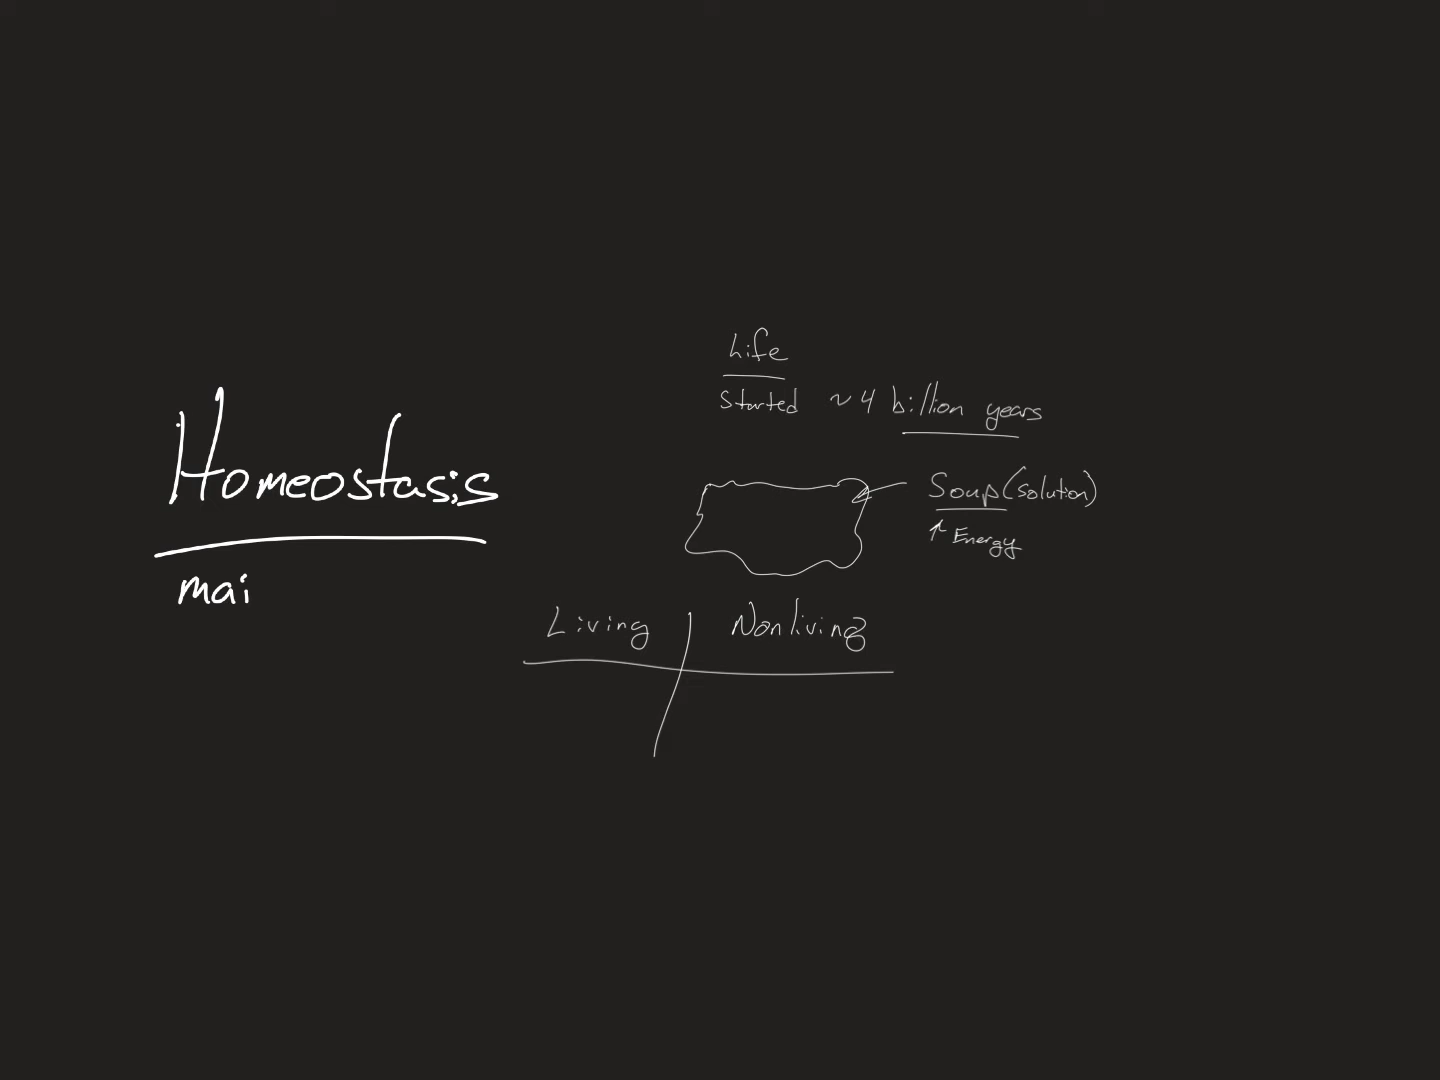 Homeostasis
mai
Life
Started ~4 billion years
Soup (solution)
↑ Energy
Living Nonliving